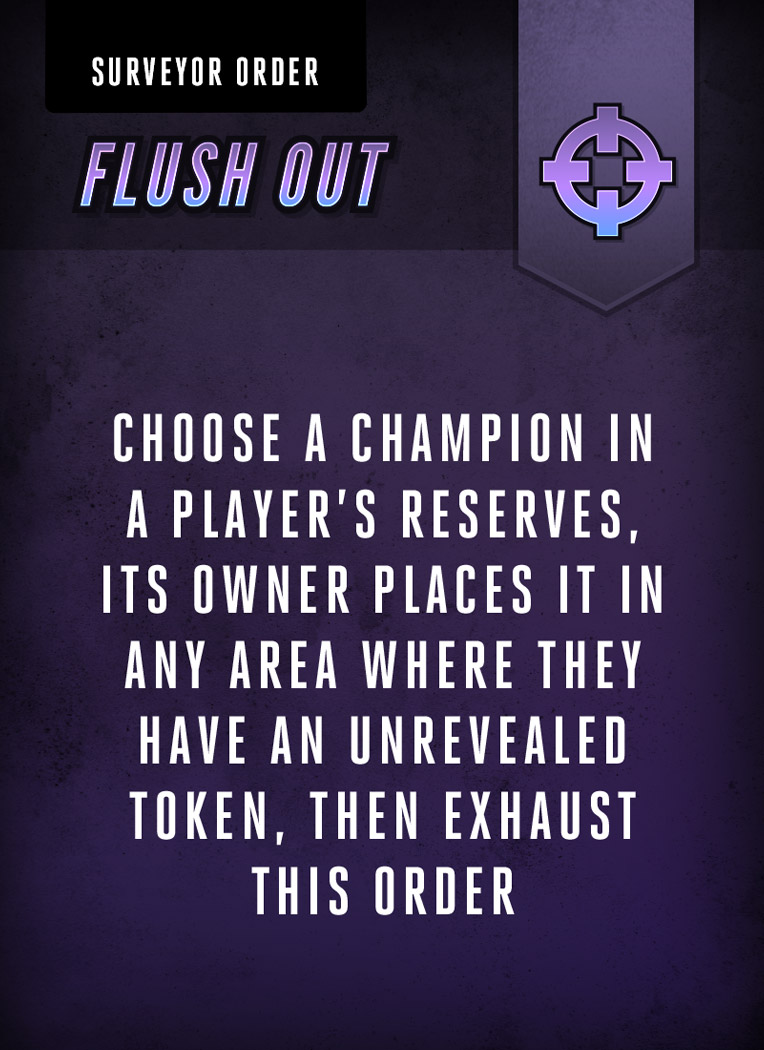 SURVEYOR ORDER
FLUSH OUT
CHOOSE A CHAMPION IN
A PLAYER'S RESERVES,
ITS OWNER PLACES IT IN
ANY AREA WHERE THEY
HAVE AN UNREVEALED
TOKEN, THEN EXHAUST
THIS ORDER